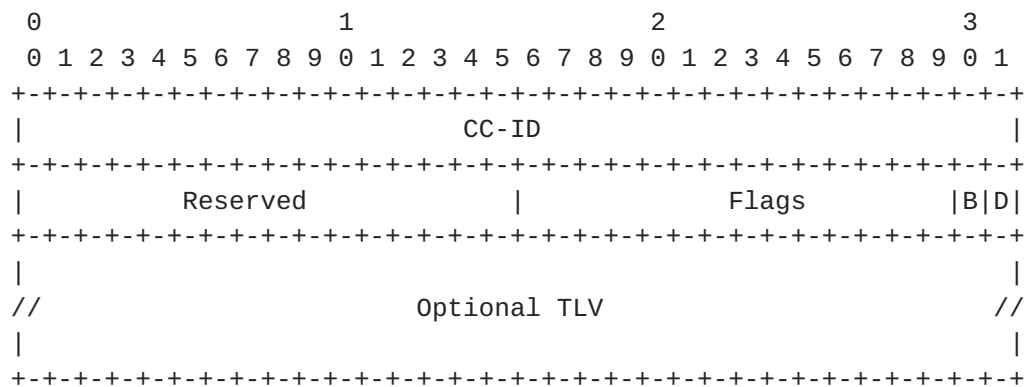 0                   1                   2                   3
 0 1 2 3 4 5 6 7 8 9 0 1 2 3 4 5 6 7 8 9 0 1 2 3 4 5 6 7 8 9 0 1
+-+-+-+-+-+-+-+-+-+-+-+-+-+-+-+-+-+-+-+-+-+-+-+-+-+-+-+-+-+-+-+-+
|                            CC-ID                              |
+-+-+-+-+-+-+-+-+-+-+-+-+-+-+-+-+-+-+-+-+-+-+-+-+-+-+-+-+-+-+-+-+
|          Reserved             |             Flags         |B|D|
+-+-+-+-+-+-+-+-+-+-+-+-+-+-+-+-+-+-+-+-+-+-+-+-+-+-+-+-+-+-+-+-+
|                                                               |
//                        Optional TLV                         //
|                                                               |
+-+-+-+-+-+-+-+-+-+-+-+-+-+-+-+-+-+-+-+-+-+-+-+-+-+-+-+-+-+-+-+-+